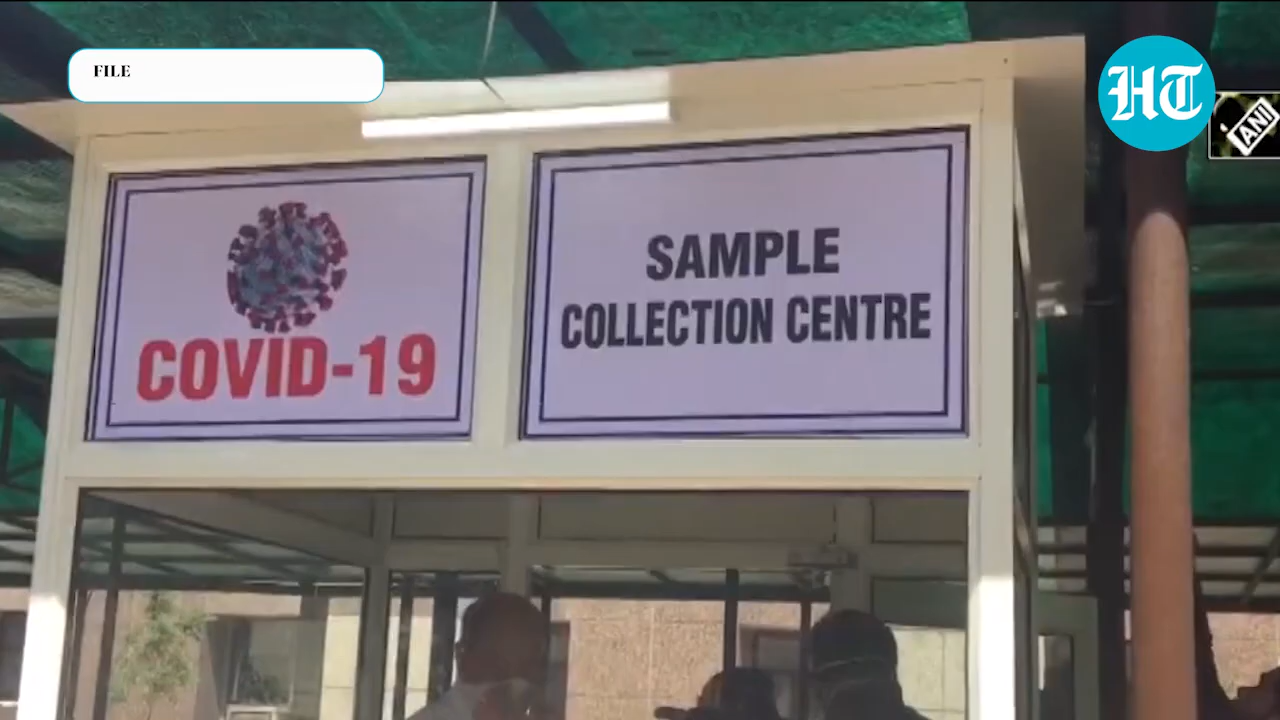 FILE
HT
ANI
COVID-19
SAMPLE
COLLECTION CENTRE